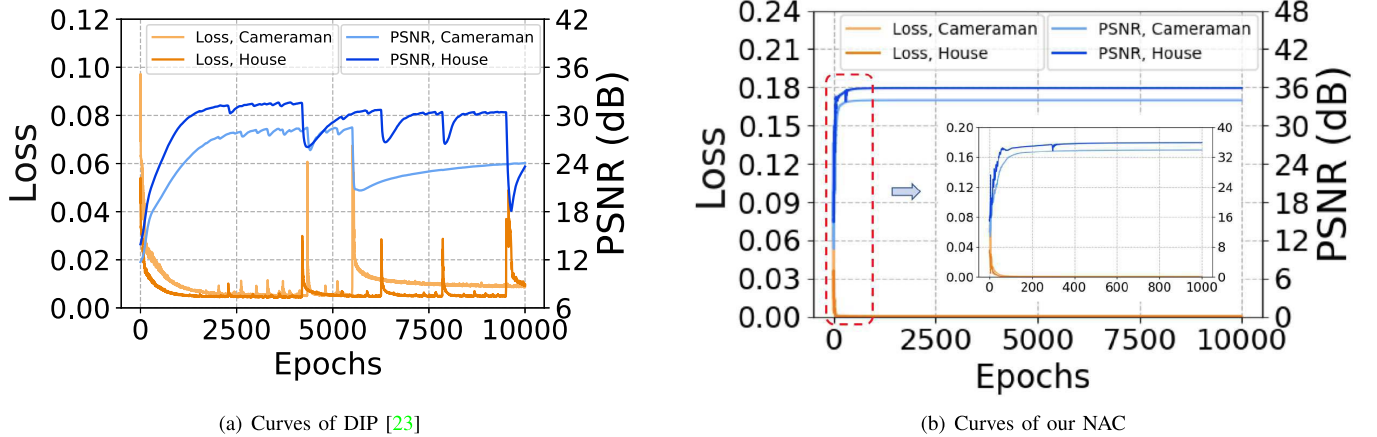 0.12
0.10
0.08
0.06
0.04
0.02
0.00
Loss
42
36
30
24
18
12
6
PSNR (dB)
Loss, Cameraman
Loss, House
PSNR, Cameraman
PSNR, House
0 2500 5000 7500 10000
Epochs
(a) Curves of DIP [23]
0.24
0.21
0.18
0.15
0.12
0.09
0.06
0.03
0.00
Loss
48
42
36
30
24
18
12
6
0
PSNR (dB)
Loss, Cameraman
Loss, House
PSNR, Cameraman
PSNR, House
0.20
0.16
0.12
0.08
0.04
0.00
40
32
24
16
8
0
0 200 400 600 800 1000
0 2500 5000 7500 10000
Epochs
(b) Curves of our NAC